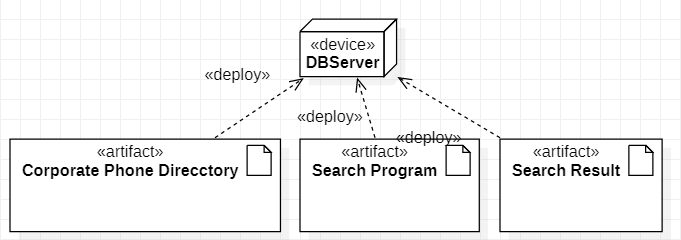 «device»
DBServer
«deploy»
«deploy»
«deploy»
«artifact»
Corporate Phone Direcctory
«artifact»
Search Program
«artifact»
Search Result